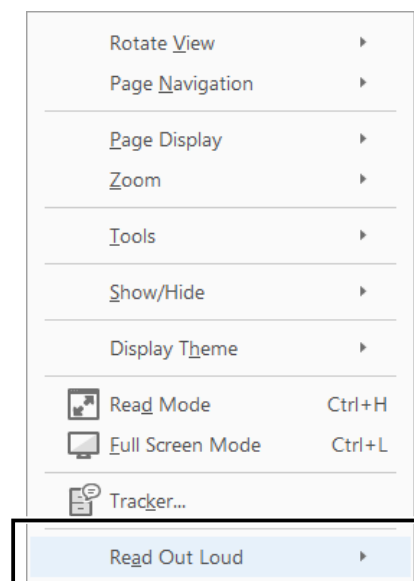 Rotate View
Page Navigation
Page Display
Zoom
Tools
Show/Hide
Display Theme
Read Mode Ctrl+H
Full Screen Mode Ctrl+L
Tracker...
Read Out Loud